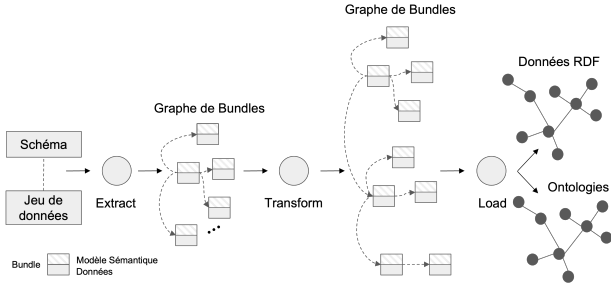 Graphe de Bundles
Données RDF
Graphe de Bundles
Schéma
Jeu de
données
Extract
Transform
Load
Ontologies
Bundle
Modèle Sémantique
Données